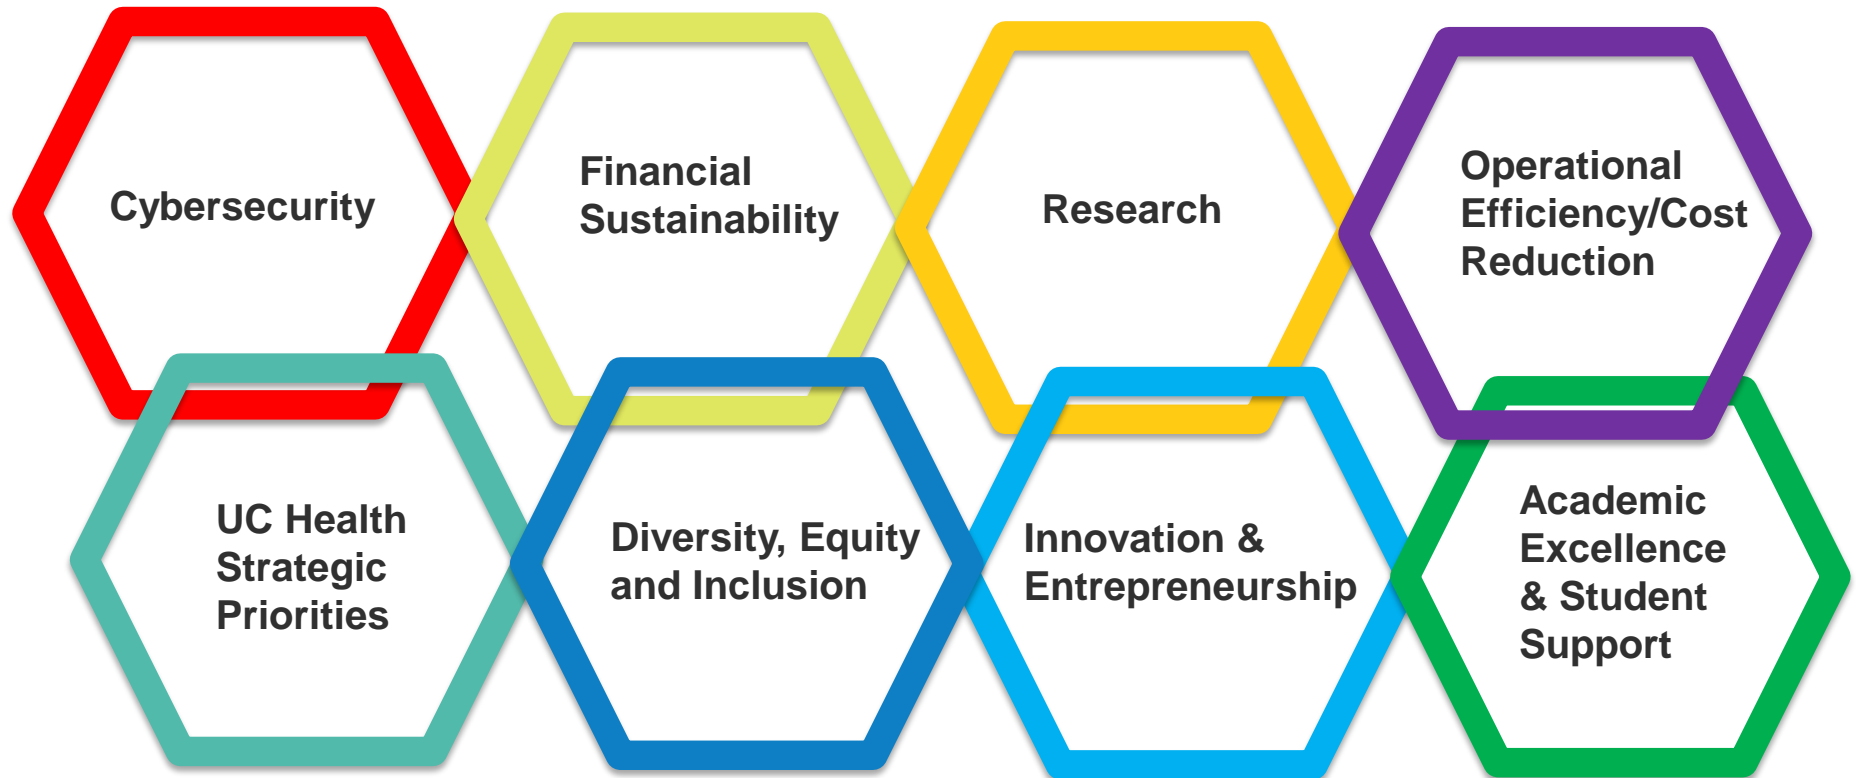 Cybersecurity
Financial
Sustainability
Research
Operational
Efficiency/Cost
Reduction
UC Health
Strategic
Priorities
Diversity, Equity
and Inclusion
Innovation &
Entrepreneurship
Academic
Excellence
& Student
Support